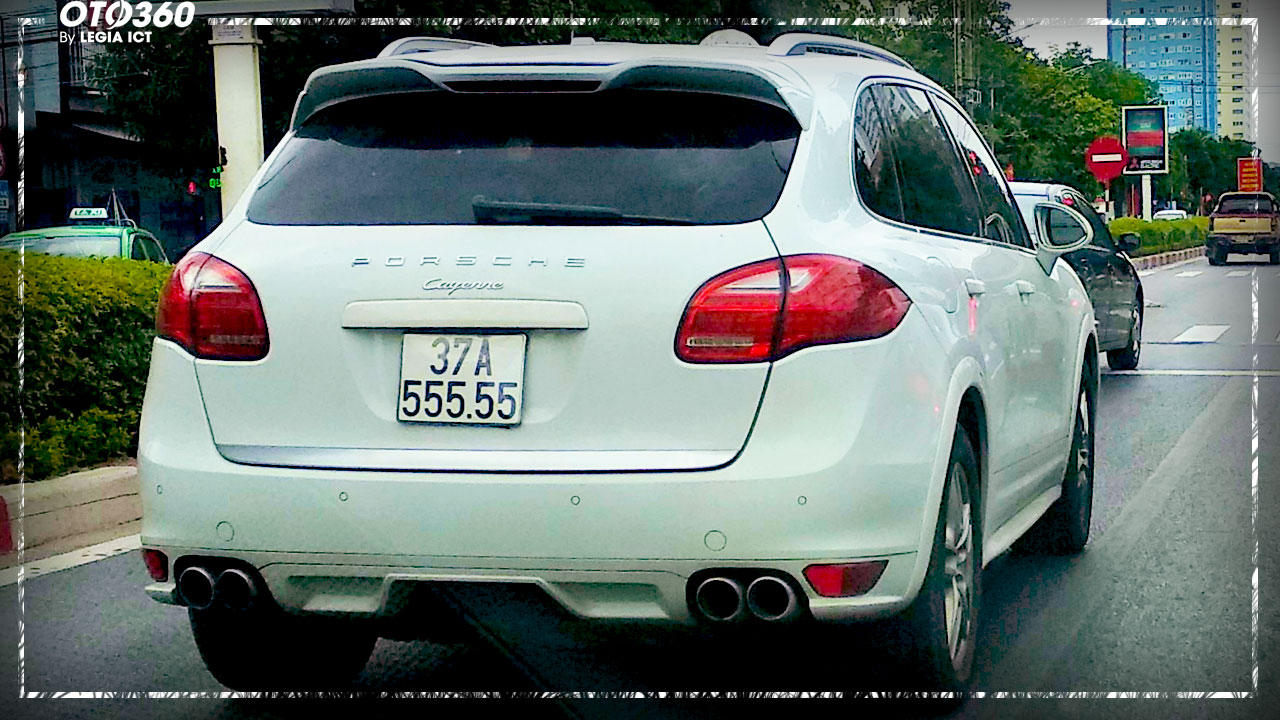 OTO360
By LEGIA ICT
TAXI
PORSCHE
Cayenne
37A
555.55